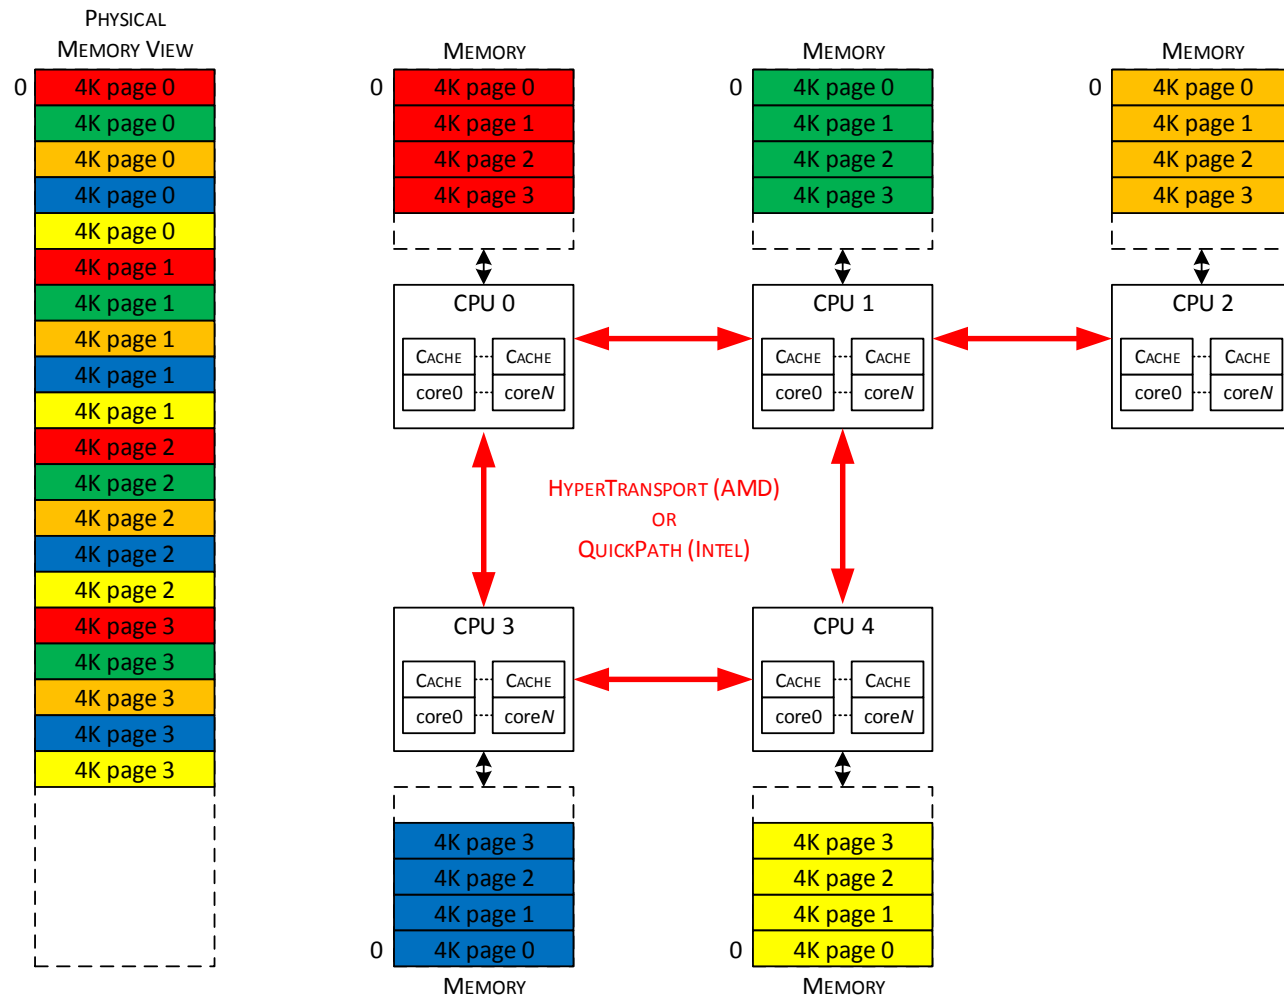 PHYSICAL
MEMORY VIEW
0
4K page 0
4K page 0
4K page 0
4K page 0
4K page 0
4K page 1
4K page 1
4K page 1
4K page 1
4K page 1
4K page 2
4K page 2
4K page 2
4K page 2
4K page 2
4K page 3
4K page 3
4K page 3
4K page 3
4K page 3
MEMORY
0
4K page 0
4K page 1
4K page 2
4K page 3
CPU 0
CACHE CACHE
core0 coreN
MEMORY
0
4K page 0
4K page 1
4K page 2
4K page 3
CPU 1
CACHE CACHE
core0 coreN
MEMORY
0
4K page 0
4K page 1
4K page 2
4K page 3
CPU 2
CACHE CACHE
core0 coreN
HYPERTRANSPORT (AMD)
OR
QUICKPATH (INTEL)
CPU 3
CACHE CACHE
core0 coreN
4K page 3
4K page 2
4K page 1
0
4K page 0
MEMORY
CPU 4
CACHE CACHE
core0 coreN
4K page 3
4K page 2
4K page 1
0
4K page 0
MEMORY